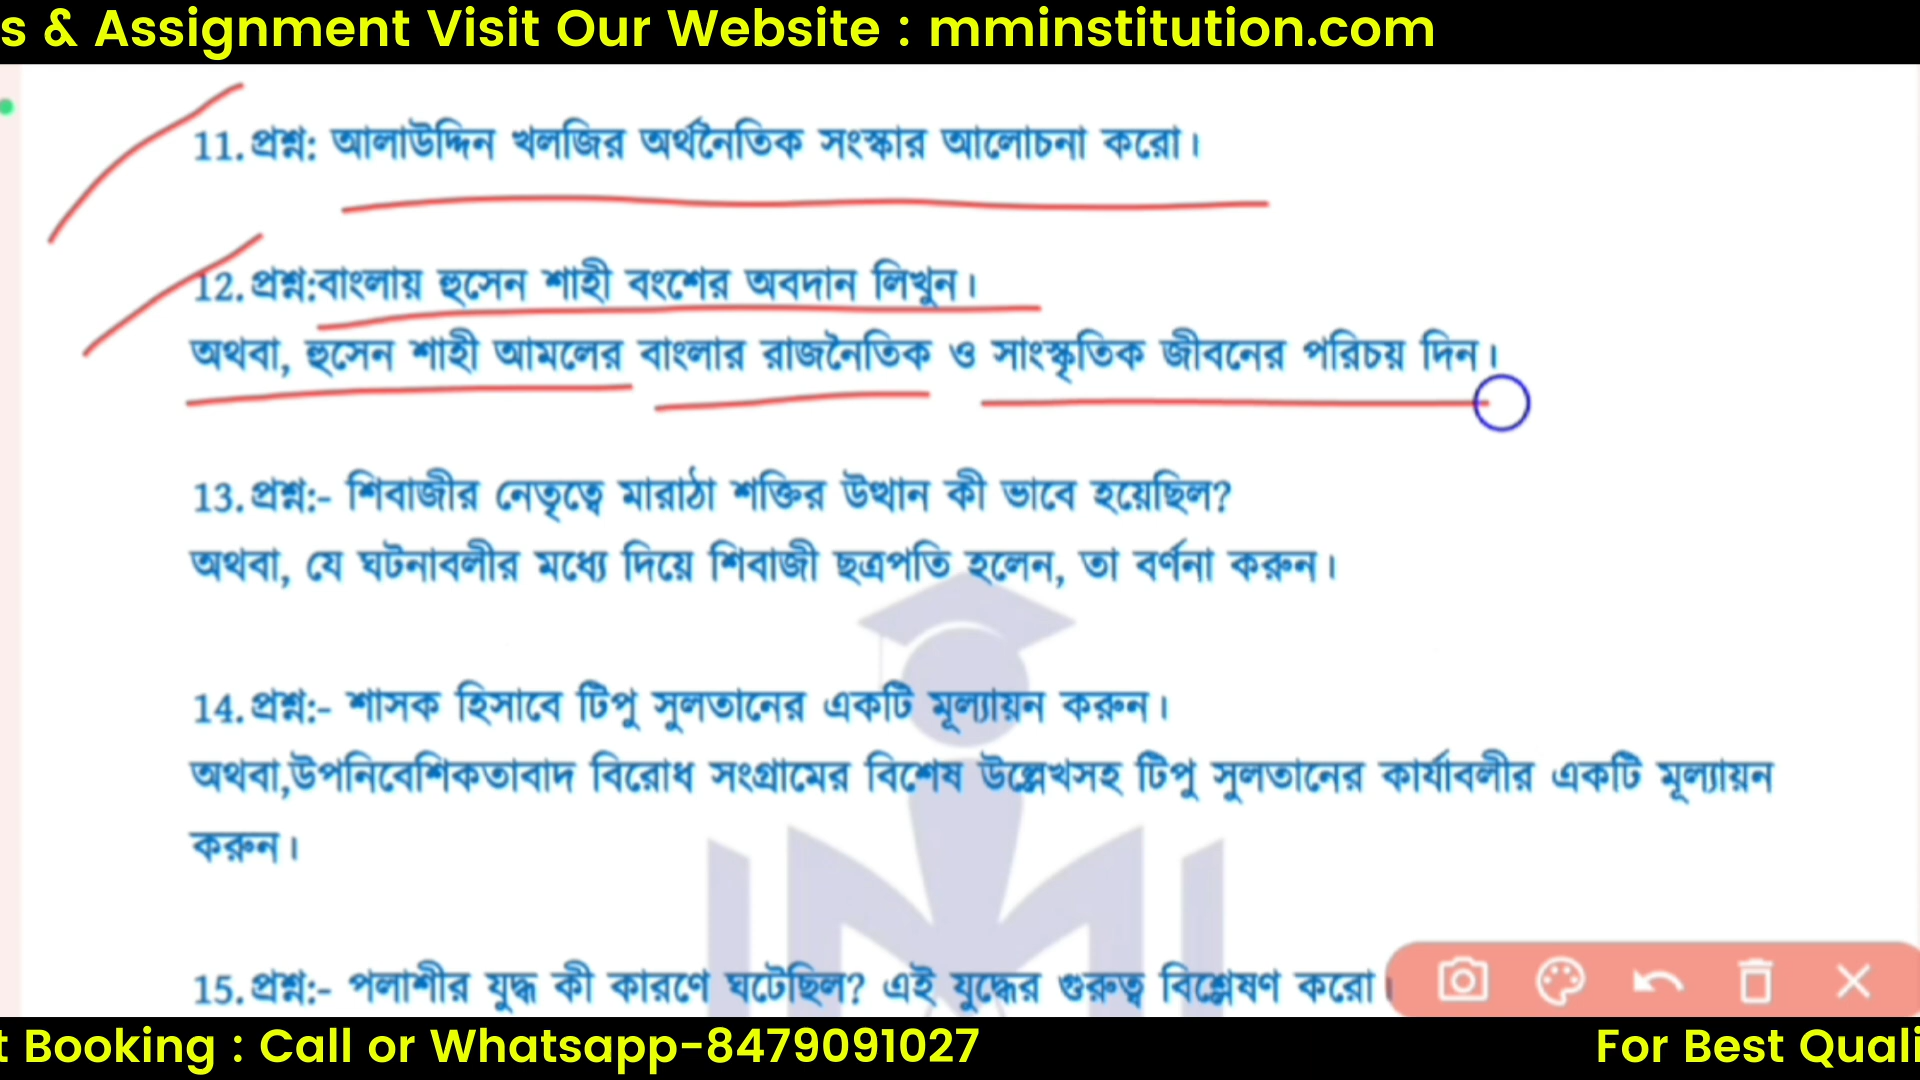 s & Assignment Visit Our Website : mminstitution.com
11. প্রশ্ন: আলাউদ্দিন খলজির অর্থনৈতিক সংস্কার আলোচনা করো।
12. প্রশ্ন:বাংলায় হুসেন শাহী বংশের অবদান লিখুন।
অথবা, হুসেন শাহী আমলের বাংলার রাজনৈতিক ও সাংস্কৃতিক জীবনের পরিচয় দিন।
13. প্রশ্ন:- শিবাজীর নেতৃত্বে মারাঠা শক্তির উত্থান কী ভাবে হয়েছিল?
অথবা, যে ঘটনাবলীর মধ্যে দিয়ে শিবাজী ছত্রপতি হলেন, তা বর্ণনা করুন।
14. প্রশ্ন:- শাসক হিসাবে টিপু সুলতানের একটি মূল্যায়ন করুন।
অথবা,উপনিবেশিকতাবাদ বিরোধ সংগ্রামের বিশেষ উল্লেখসহ টিপু সুলতানের কার্যাবলীর একটি মূল্যায়ন
করুন।
15. প্রশ্ন:- পলাশীর যুদ্ধ কী কারণে ঘটেছিল? এই যুদ্ধের গুরুত্ব বিশ্লেষণ করো।
t Booking : Call or Whatsapp-8479091027 For Best Quali